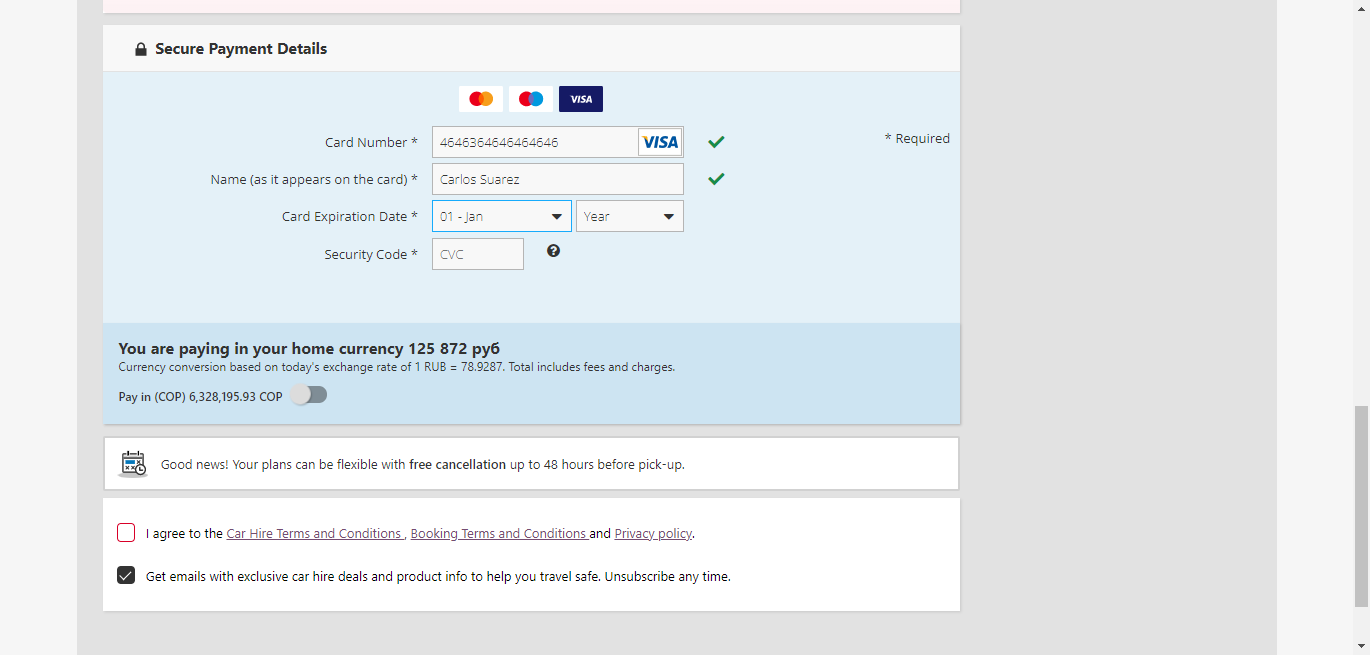 Secure Payment Details
VISA
Card Number *
4646364646464646
VISA
* Required
Name (as it appears on the card) *
Carlos Suarez
Card Expiration Date *
01 - Jan
Year
Security Code *
CVC
?
You are paying in your home currency 125 872 руб
Currency conversion based on today's exchange rate of 1 RUB = 78.9287. Total includes fees and charges.
Pay in (COP) 6,328,195.93 COP
Good news! Your plans can be flexible with free cancellation up to 48 hours before pick-up.
I agree to the Car Hire Terms and Conditions , Booking Terms and Conditions and Privacy policy.
Get emails with exclusive car hire deals and product info to help you travel safe. Unsubscribe any time.